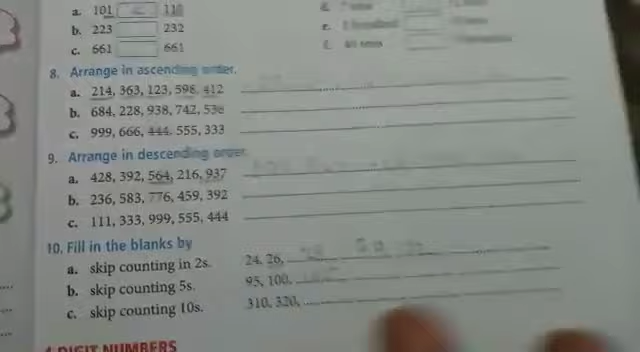 a. 101 110
b. 223 232
c. 661 661
8. Arrange in ascending order.
a. 214, 363, 123, 598, 412
b. 684, 228, 938, 742,
c. 999, 666, 444, 555, 333
9. Arrange in descending order.
a. 428, 392, 564, 216, 937
b. 236, 583, 776, 459, 392
c. 111, 333, 999, 555, 444
10. Fill in the blanks by
a. skip counting in 2s. 24, 26,
b. skip counting 5s. 95, 100,
c. skip counting 10s. 310, 320,
4 DIGIT NUMBERS